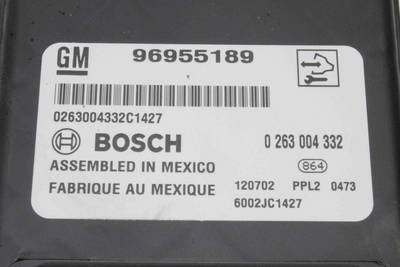 GM 96955189
0263004332C1427
BOSCH 0 263 004 332
ASSEMBLED IN MEXICO 864
FABRIQUE AU MEXIQUE 120702 PPL2 0473
6002JC1427